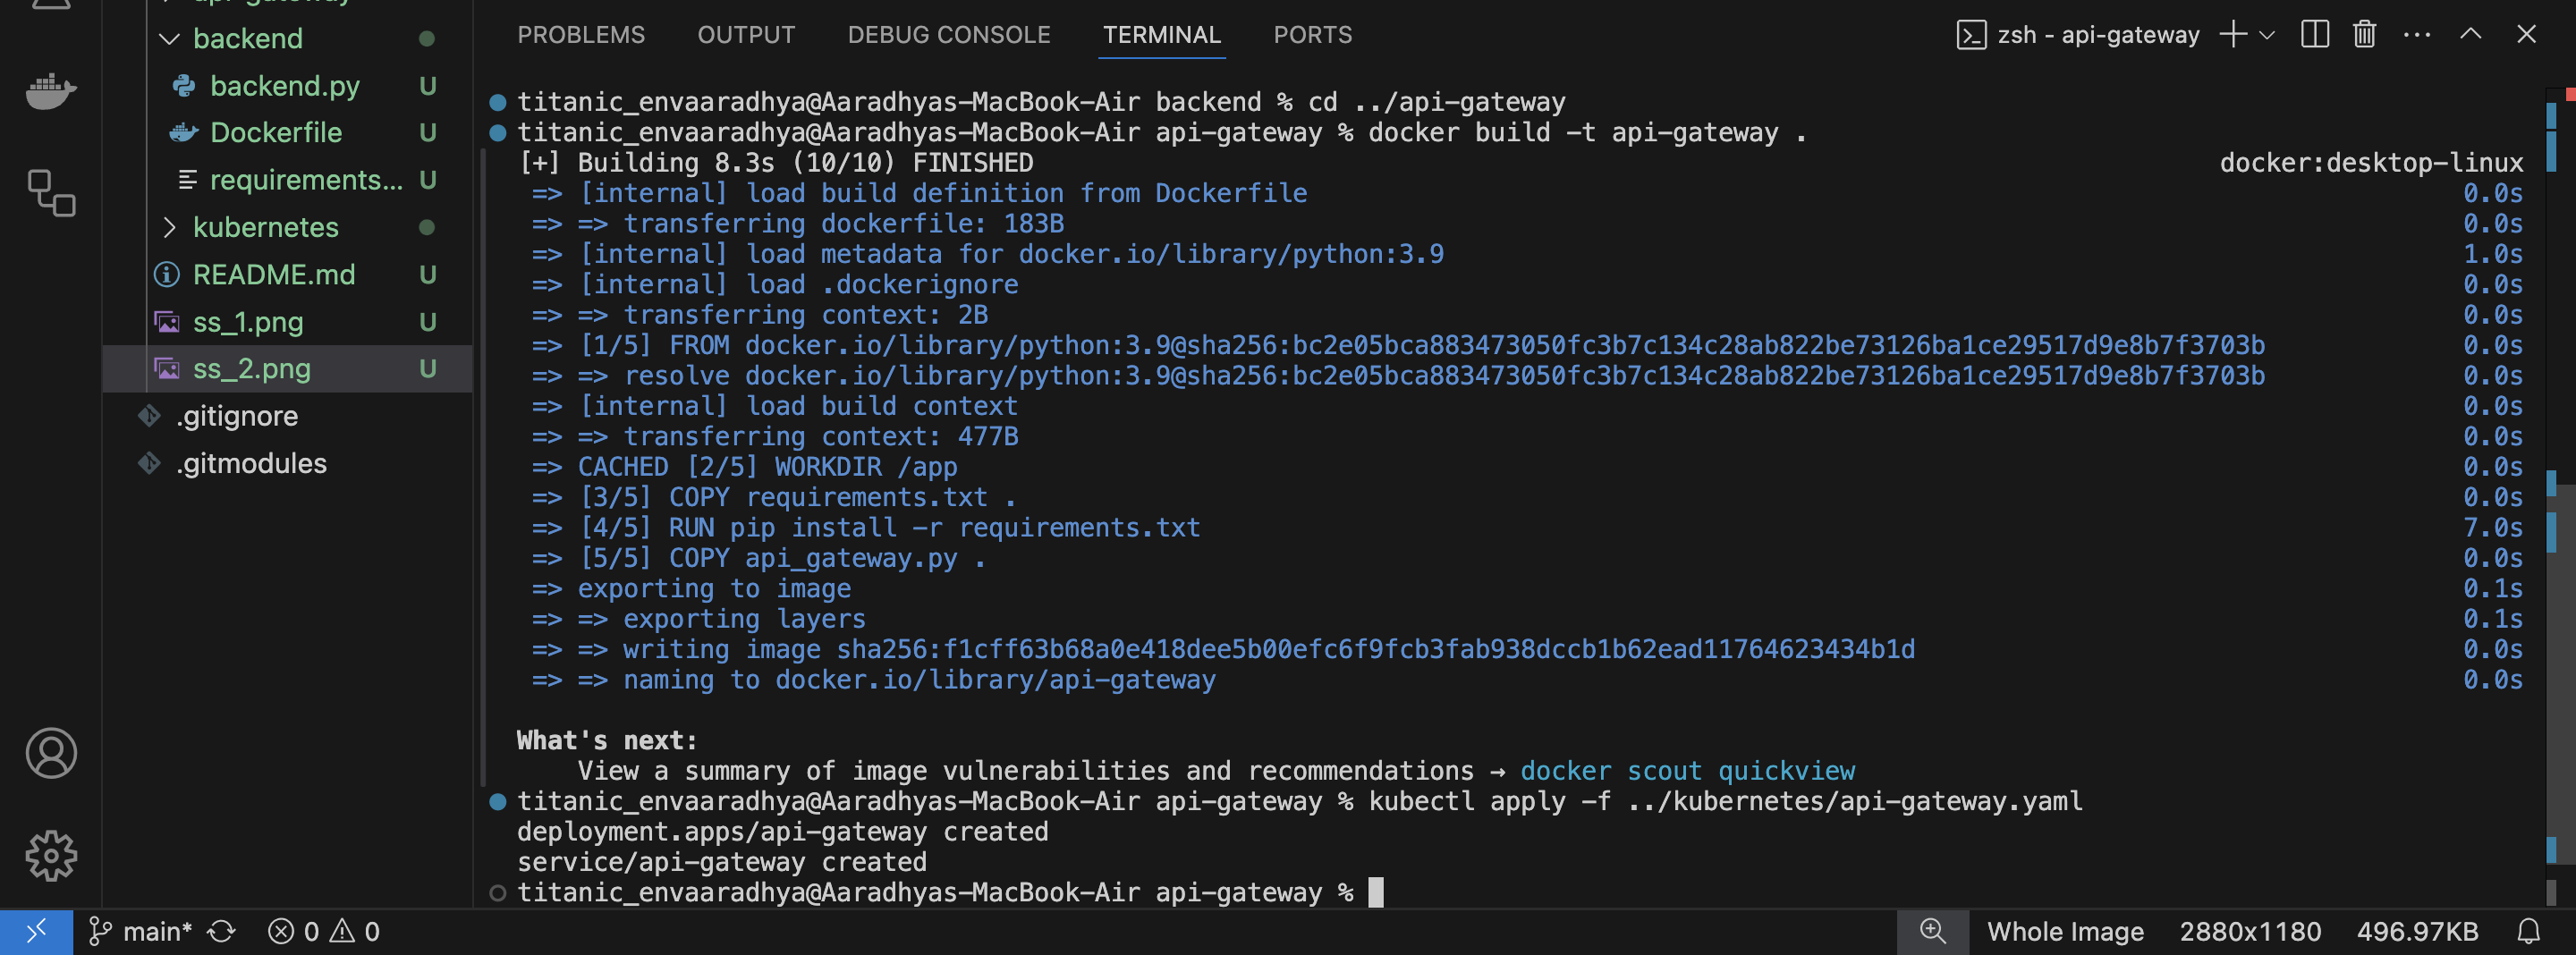 backend
backend.py U
Dockerfile U
requirements... U
kubernetes
README.md U
ss_1.png U
ss_2.png U
.gitignore
.gitmodules
PROBLEMS OUTPUT DEBUG CONSOLE TERMINAL PORTS
zsh - api-gateway
titanic_envaaradhya@Aaradhyas-MacBook-Air backend % cd ../api-gateway
titanic_envaaradhya@Aaradhyas-MacBook-Air api-gateway % docker build -t api-gateway .
[+] Building 8.3s (10/10) FINISHED docker:desktop-linux
=> [internal] load build definition from Dockerfile 0.0s
=> => transferring dockerfile: 183B 0.0s
=> [internal] load metadata for docker.io/library/python:3.9 1.0s
=> [internal] load .dockerignore 0.0s
=> => transferring context: 2B 0.0s
=> [1/5] FROM docker.io/library/python:3.9@sha256:bc2e05bca883473050fc3b7c134c28ab822be73126ba1ce29517d9e8b7f3703b 0.0s
=> => resolve docker.io/library/python:3.9@sha256:bc2e05bca883473050fc3b7c134c28ab822be73126ba1ce29517d9e8b7f3703b 0.0s
=> [internal] load build context 0.0s
=> => transferring context: 477B 0.0s
=> CACHED [2/5] WORKDIR /app 0.0s
=> [3/5] COPY requirements.txt . 0.0s
=> [4/5] RUN pip install -r requirements.txt 7.0s
=> [5/5] COPY api_gateway.py . 0.0s
=> exporting to image 0.1s
=> => exporting layers 0.1s
=> => writing image sha256:f1cff63b68a0e418dee5b00efc6f9fcb3fab938dccb1b62ead11764623434b1d 0.0s
=> => naming to docker.io/library/api-gateway 0.0s
What's next:
View a summary of image vulnerabilities and recommendations → docker scout quickview
titanic_envaaradhya@Aaradhyas-MacBook-Air api-gateway % kubectl apply -f ../kubernetes/api-gateway.yaml
deployment.apps/api-gateway created
service/api-gateway created
titanic_envaaradhya@Aaradhyas-MacBook-Air api-gateway %
main* 0 0 Whole Image 2880x1180 496.97KB